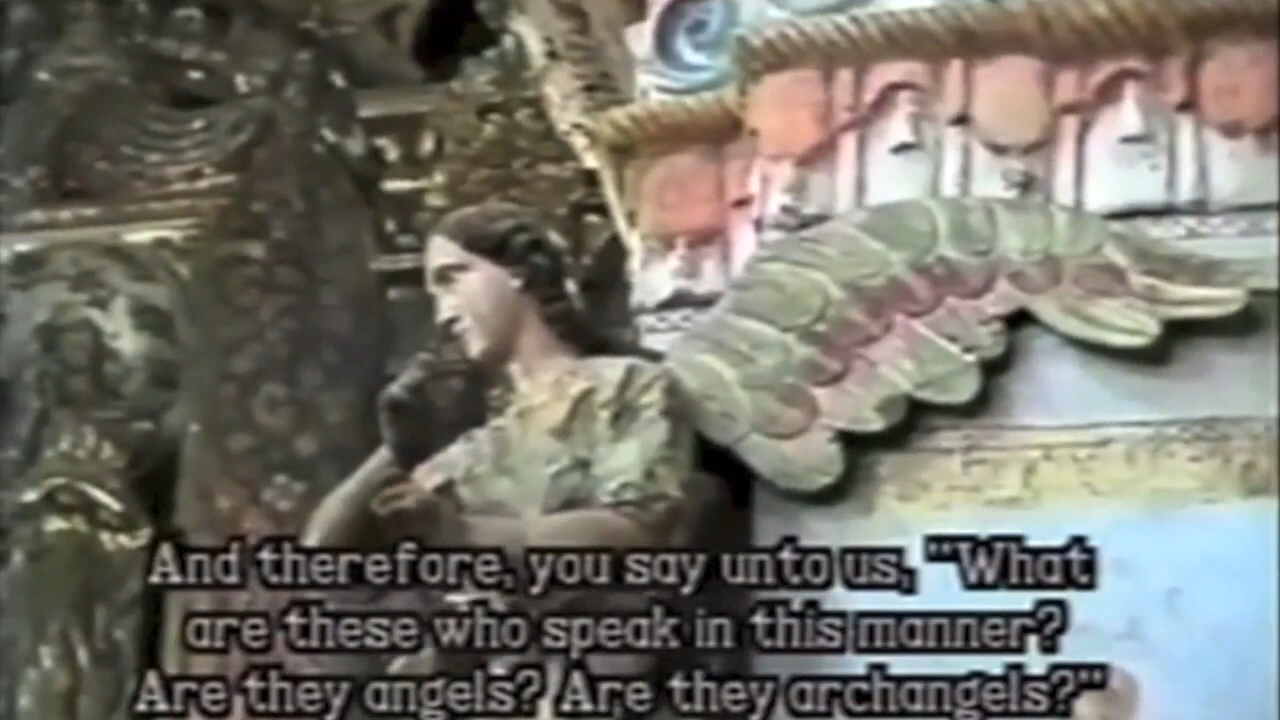 And therefore, you say unto us, "What
are these who speak in this manner?
Are they angels? Are they archangels?"